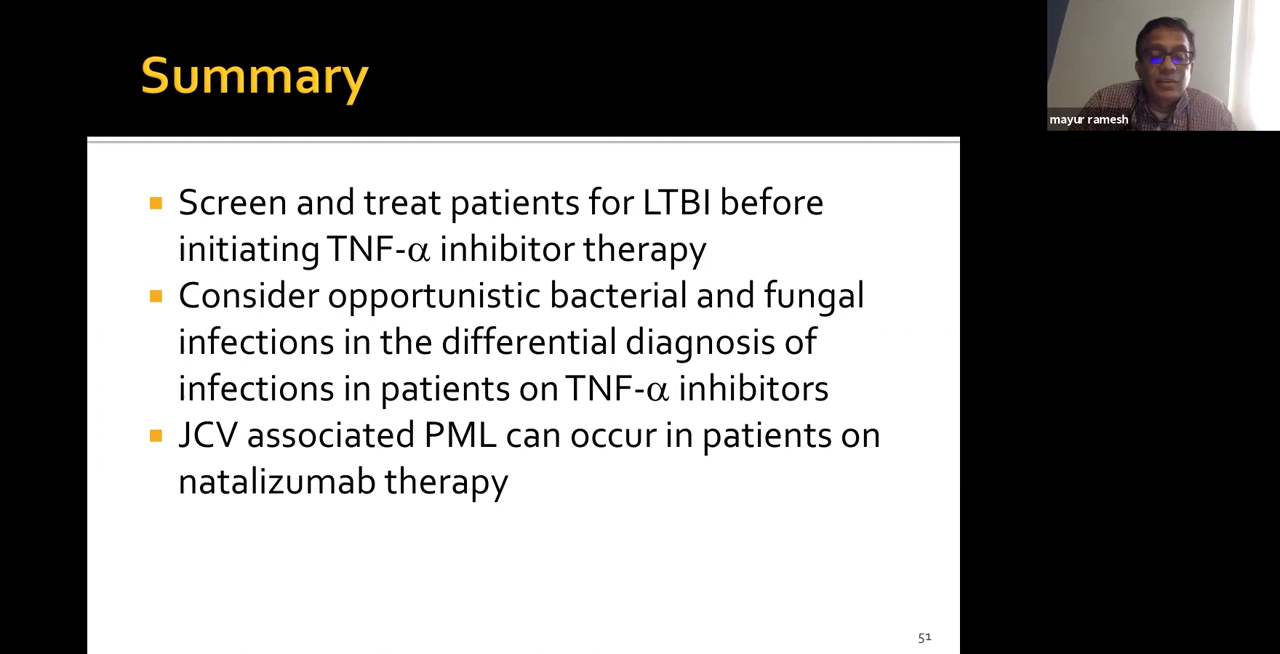 Summary
mayur ramesh
Screen and treat patients for LTBI before
initiating TNF-α inhibitor therapy
Consider opportunistic bacterial and fungal
infections in the differential diagnosis of
infections in patients on TNF-α inhibitors
JCV associated PML can occur in patients on
natalizumab therapy
51